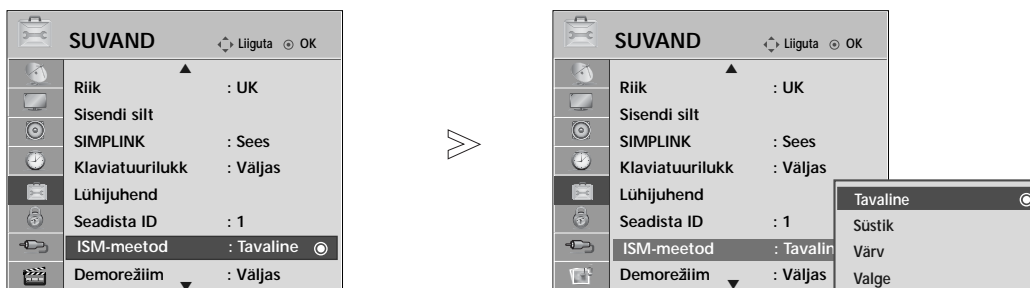 SUVAND Liiguta OK
Riik : UK
Sisendi silt
SIMPLINK : Sees
Klaviatuurilukk : Väljas
Lühijuhend
Seadista ID : 1
ISM-meetod : Tavaline
Demorežiim : Väljas
SUVAND Liiguta OK
Riik : UK
Sisendi silt
SIMPLINK : Sees
Klaviatuurilukk : Väljas
Lühijuhend
Seadista ID : 1
ISM-meetod : Tavalin
Demorežiim : Väljas
Tavaline
Süstik
Värv
Valge